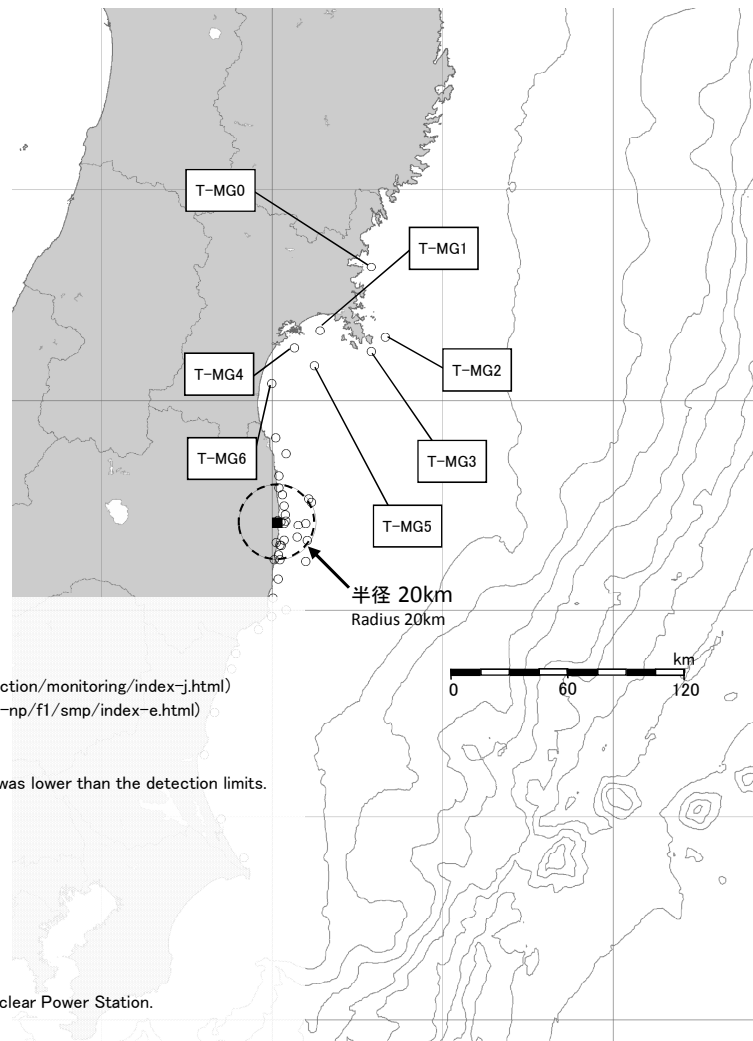 T-MG0
T-MG1
T-MG4
T-MG2
T-MG6
T-MG3
T-MG5
半径 20km
Radius 20km
km
0 60 120
ction/monitoring/index-j.html)
-np/f1/smp/index-e.html)
was lower than the detection limits.
clear Power Station.